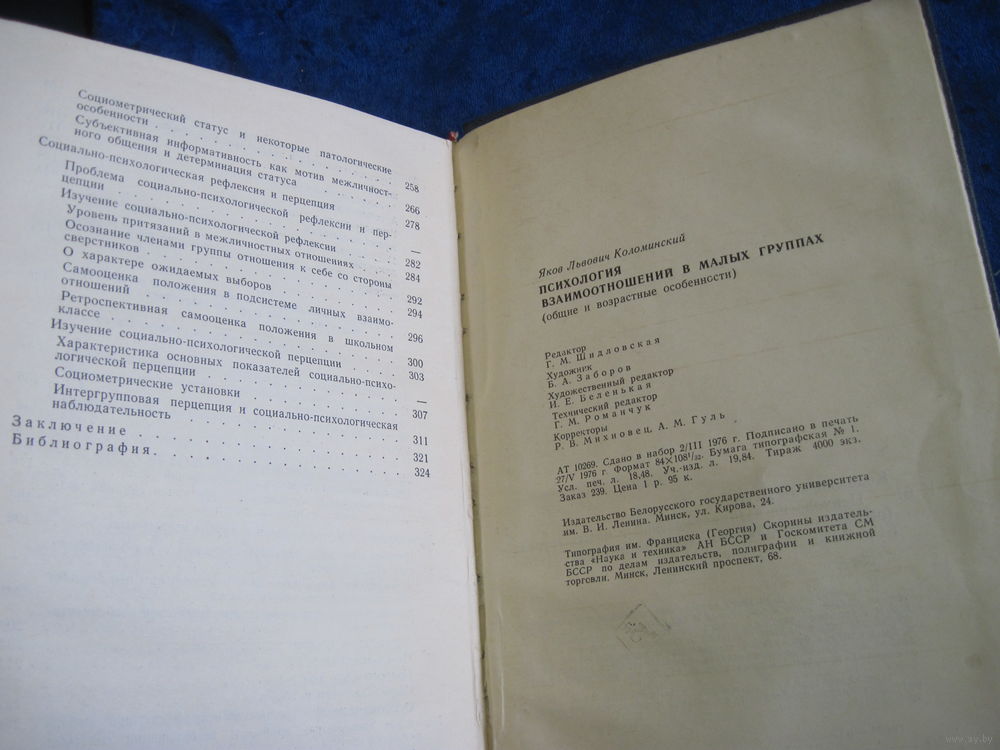 Социометрический статус и некоторые патологические
особенности . . . . . . . . . . . 258
Субъективная информативность как мотив межличност-
ного общения и детерминация статуса . . . . 266
Социально-психологическая рефлексия и перцепция . . . 278
Проблема социально-психологической рефлексии и пер-
цепции . . . . . . . . . . . . —
Изучение социально-психологической рефлексии . . . 282
Уровень притязаний в межличностных отношениях . . 284
Осознание членами группы отношения к себе со стороны
сверстников . . . . . . . . . . . 292
О характере ожидаемых выборов . . . . . . 294
Самооценка положения в подсистеме личных взаимо-
отношений . . . . . . . . . . . 296
Ретроспективная самооценка положения в школьном
классе . . . . . . . . . . . . 300
Изучение социально-психологической перцепции . . . 303
Характеристика основных показателей социально-психо-
логической перцепции . . . . . . . . —
Социометрические установки . . . . . . . 307
Интергрупповая перцепция и социально-психологическая
наблюдательность . . . . . . . . . 311
Заключение . . . . . . . . . . . . 321
Библиография . . . . . . . . . . . . 324
Яков Львович Коломинский
ПСИХОЛОГИЯ
ВЗАИМООТНОШЕНИЙ В МАЛЫХ ГРУППАХ
(общие и возрастные особенности)
Редактор
Г. М. Шидловская
Художник
Б. А. Заборов
Художественный редактор
И. Е. Беленькая
Технический редактор
Г. М. Романчук
Корректоры
Р. В. Михновец, А. М. Гуль
АТ 10269. Сдано в набор 2/III 1976 г. Подписано в печать
27/V 1976 г. Формат 84×108¹/₃₂. Бумага типографская № 1.
Усл. печ. л. 18,48. Уч.-изд. л. 19,84. Тираж 4000 экз.
Заказ 239. Цена 1 р. 95 к.
Издательство Белорусского государственного университета
им. В. И. Ленина. Минск, ул. Кирова, 24.
Типография им. Франциска (Георгия) Скорины издатель-
ства «Наука и техника» АН БССР и Госкомитета СМ
БССР по делам издательств, полиграфии и книжной
торговли. Минск, Ленинский проспект, 68.
www.ay.by